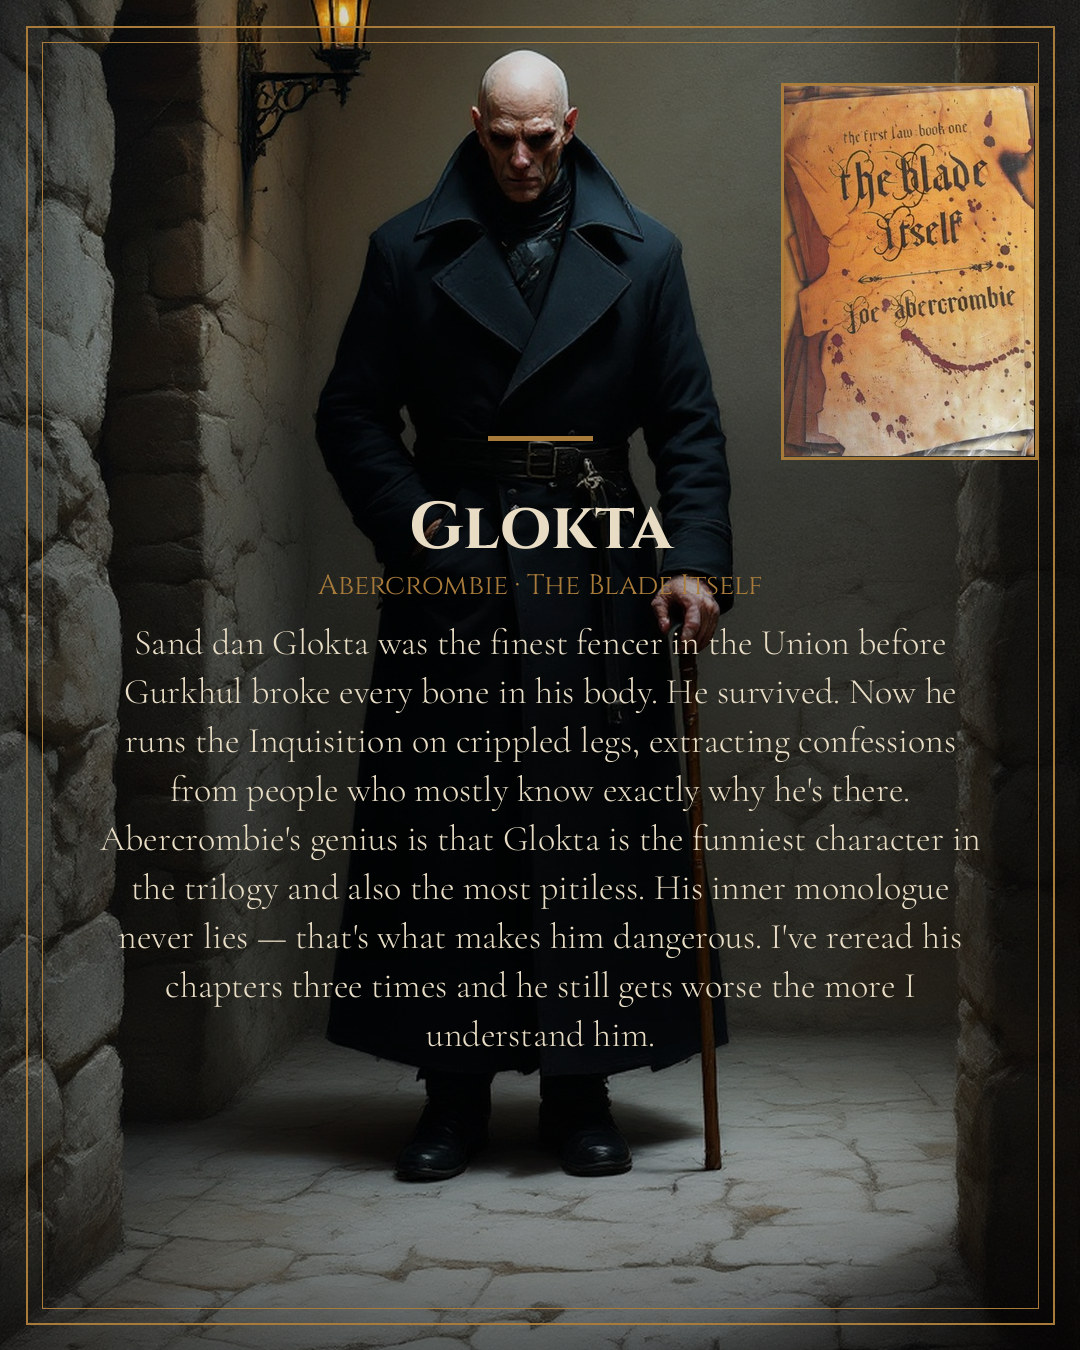 the first law: book one
the blade
itself
joe abercrombie
Glokta
Abercrombie · The Blade Itself
Sand dan Glokta was the finest fencer in the Union before
Gurkhul broke every bone in his body. He survived. Now he
runs the Inquisition on crippled legs, extracting confessions
from people who mostly know exactly why he's there.
Abercrombie's genius is that Glokta is the funniest character in
the trilogy and also the most pitiless. His inner monologue
never lies — that's what makes him dangerous. I've reread his
chapters three times and he still gets worse the more I
understand him.